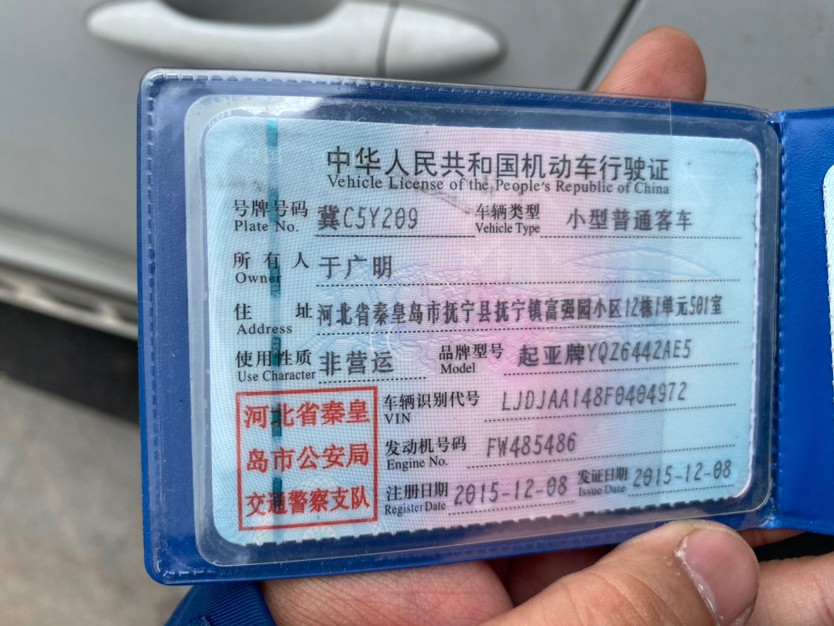 中华人民共和国机动车行驶证
Vehicle License of the People's Republic of China
号牌号码 冀C5Y209 车辆类型 小型普通客车
Plate No. Vehicle Type
所有人 于广明
Owner
住址 河北省秦皇岛市抚宁县抚宁镇富强园小区12栋1单元501室
Address
使用性质 非营运 品牌型号 起亚牌YQZ6442AE5
Use Character Model
河北省秦皇
岛市公安局
交通警察支队
车辆识别代号 LJDJAA148F0404972
VIN
发动机号码 FW485486
Engine No.
注册日期 2015-12-08 发证日期 2015-12-08
Register Date Issue Date